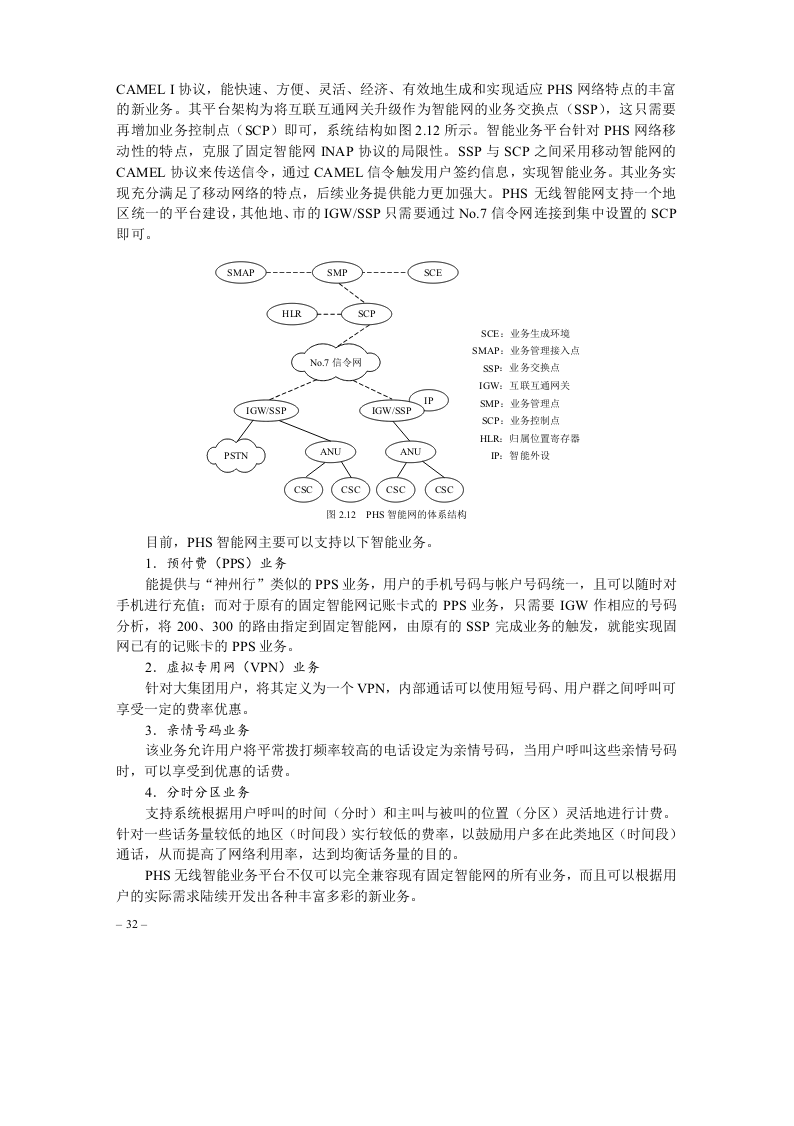 CAMEL I 协议，能快速、方便、灵活、经济、有效地生成和实现适应 PHS 网络特点的丰富
的新业务。其平台架构为将互联互通网关升级作为智能网的业务交换点（SSP），这只需要
再增加业务控制点（SCP）即可，系统结构如图 2.12 所示。智能业务平台针对 PHS 网络移
动性的特点，克服了固定智能网 INAP 协议的局限性。SSP 与 SCP 之间采用移动智能网的
CAMEL 协议来传送信令，通过 CAMEL 信令触发用户签约信息，实现智能业务。其业务实
现充分满足了移动网络的特点，后续业务提供能力更加强大。PHS 无线智能网支持一个地
区统一的平台建设，其他地、市的 IGW/SSP 只需要通过 No.7 信令网连接到集中设置的 SCP
即可。
SMAP SMP SCE
HLR SCP
No.7 信令网
IP
IGW/SSP IGW/SSP
PSTN ANU ANU
CSC CSC CSC CSC
SCE：业务生成环境
SMAP：业务管理接入点
SSP：业务交换点
IGW：互联互通网关
SMP：业务管理点
SCP：业务控制点
HLR：归属位置寄存器
IP：智能外设
图 2.12 PHS 智能网的体系结构
目前，PHS 智能网主要可以支持以下智能业务。
1．预付费（PPS）业务
能提供与“神州行”类似的 PPS 业务，用户的手机号码与帐户号码统一，且可以随时对
手机进行充值；而对于原有的固定智能网记账卡式的 PPS 业务，只需要 IGW 作相应的号码
分析，将 200、300 的路由指定到固定智能网，由原有的 SSP 完成业务的触发，就能实现固
网已有的记账卡的 PPS 业务。
2．虚拟专用网（VPN）业务
针对大集团用户，将其定义为一个 VPN，内部通话可以使用短号码、用户群之间呼叫可
享受一定的费率优惠。
3．亲情号码业务
该业务允许用户将平常拨打频率较高的电话设定为亲情号码，当用户呼叫这些亲情号码
时，可以享受到优惠的话费。
4．分时分区业务
支持系统根据用户呼叫的时间（分时）和主叫与被叫的位置（分区）灵活地进行计费。
针对一些话务量较低的地区（时间段）实行较低的费率，以鼓励用户多在此类地区（时间段）
通话，从而提高了网络利用率，达到均衡话务量的目的。
PHS 无线智能业务平台不仅可以完全兼容现有固定智能网的所有业务，而且可以根据用
户的实际需求陆续开发出各种丰富多彩的新业务。
– 32 –